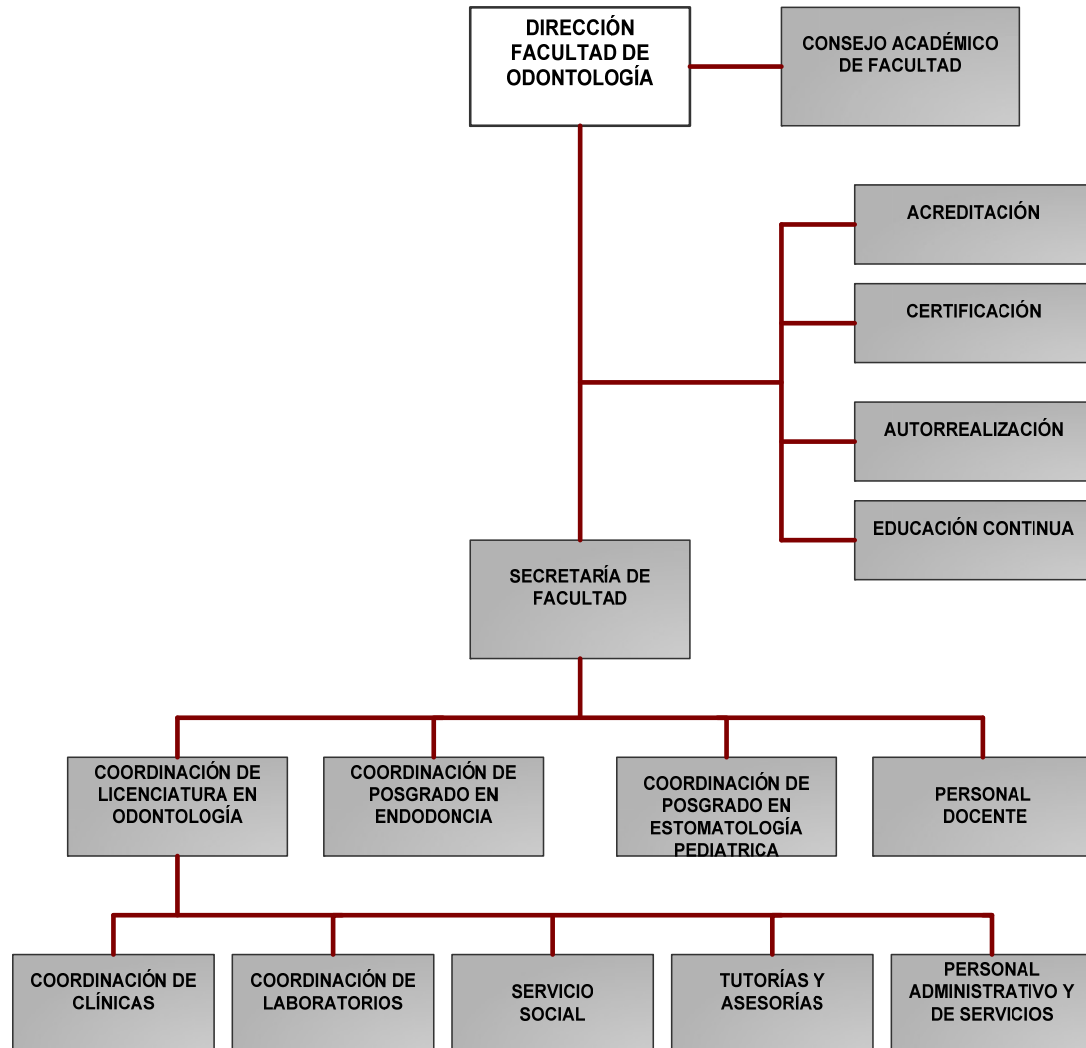 DIRECCIÓN
FACULTAD DE
ODONTOLOGÍA
CONSEJO ACADÉMICO
DE FACULTAD
ACREDITACIÓN
CERTIFICACIÓN
AUTORREALIZACIÓN
EDUCACIÓN CONTINUA
SECRETARÍA DE
FACULTAD
COORDINACIÓN DE
LICENCIATURA EN
ODONTOLOGÍA
COORDINACIÓN DE
POSGRADO EN
ENDODONCIA
COORDINACIÓN DE
POSGRADO EN
ESTOMATOLOGÍA
PEDIATRICA
PERSONAL
DOCENTE
COORDINACIÓN DE
CLÍNICAS
COORDINACIÓN DE
LABORATORIOS
SERVICIO
SOCIAL
TUTORÍAS Y
ASESORÍAS
PERSONAL
ADMINISTRATIVO Y
DE SERVICIOS